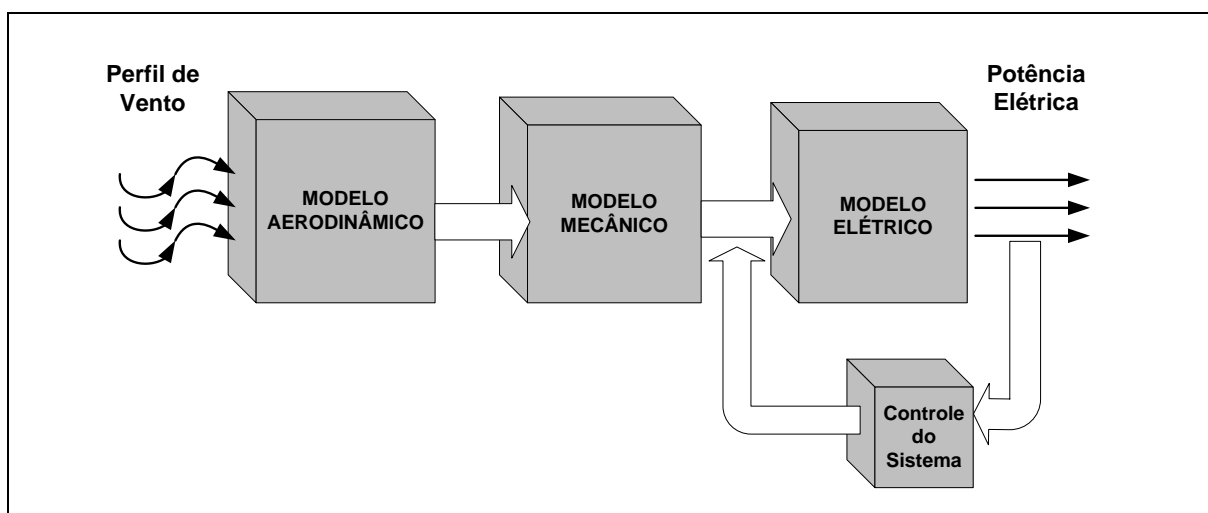 Perfil de
Vento
Potência
Elétrica
MODELO
AERODINÂMICO
MODELO
MECÂNICO
MODELO
ELÉTRICO
Controle
do
Sistema